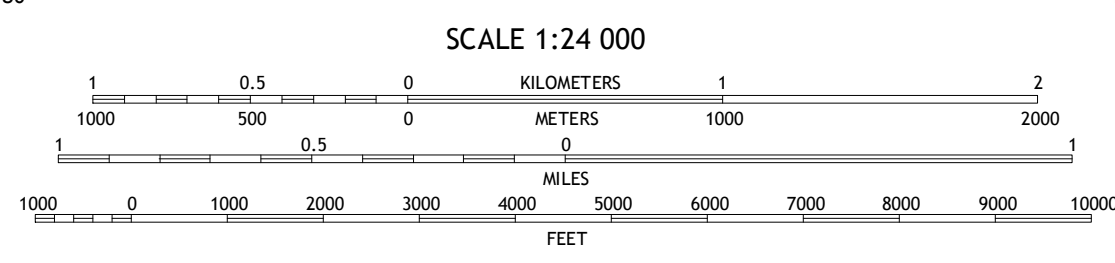 SCALE 1:24 000
1 0.5 0 KILOMETERS 1 2
1000 500 0 METERS 1000 2000
1 0.5 0 1
MILES
1000 0 1000 2000 3000 4000 5000 6000 7000 8000 9000 10000
FEET